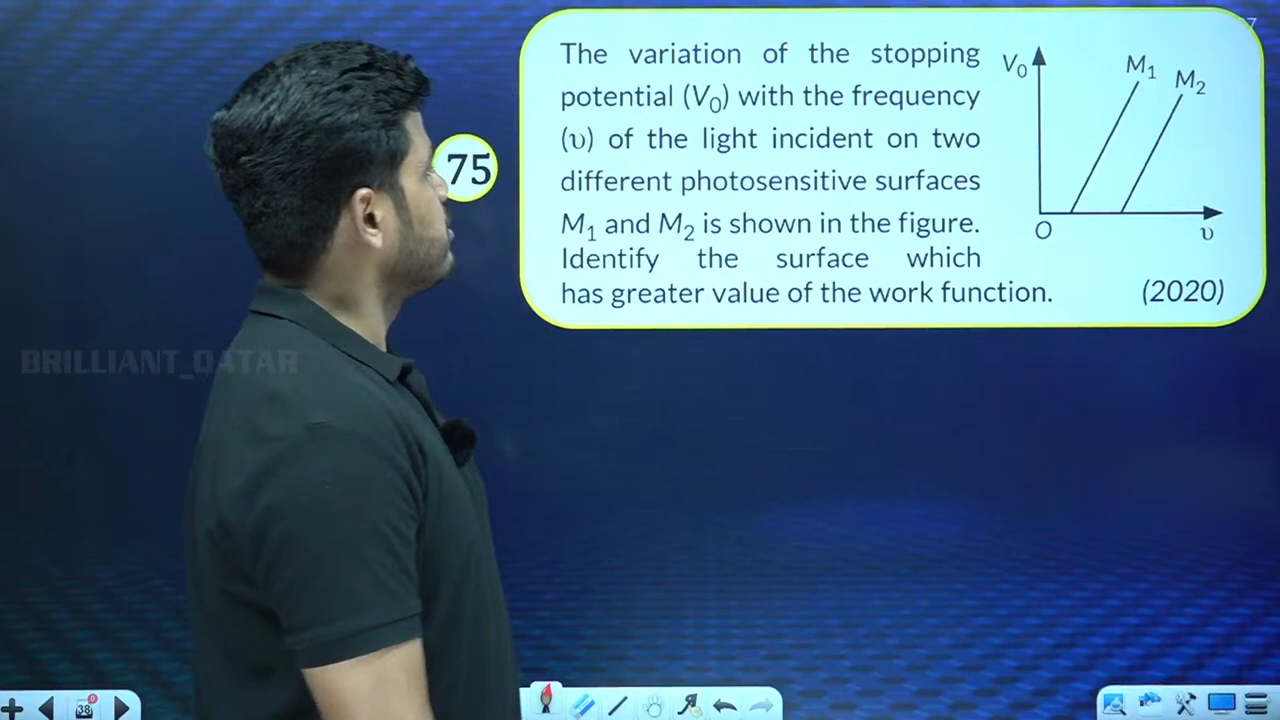 75
The variation of the stopping
potential (V₀) with the frequency
(υ) of the light incident on two
different photosensitive surfaces
M₁ and M₂ is shown in the figure.
Identify the surface which
has greater value of the work function. (2020)
V₀
M₁
M₂
O
υ
7
BRILLIANT_QATAR
38
0